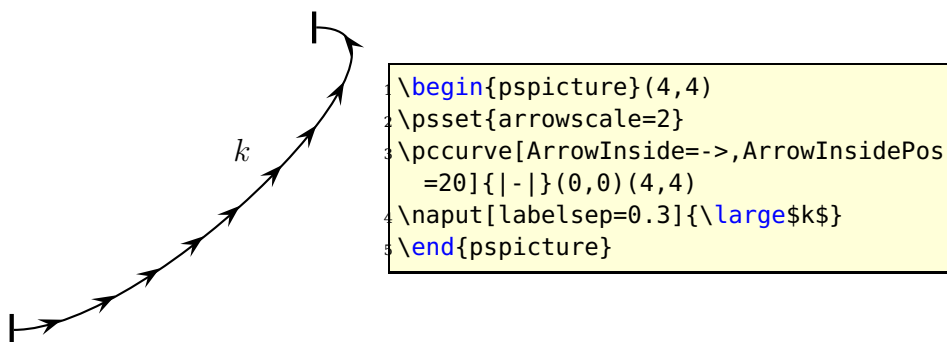 k
1 \begin{pspicture}(4,4)
2 \psset{arrowscale=2}
3 \pccurve[ArrowInside=->,ArrowInsidePos
=20]{|-|}(0,0)(4,4)
4 \naput[labelsep=0.3]{\large$k$}
5 \end{pspicture}